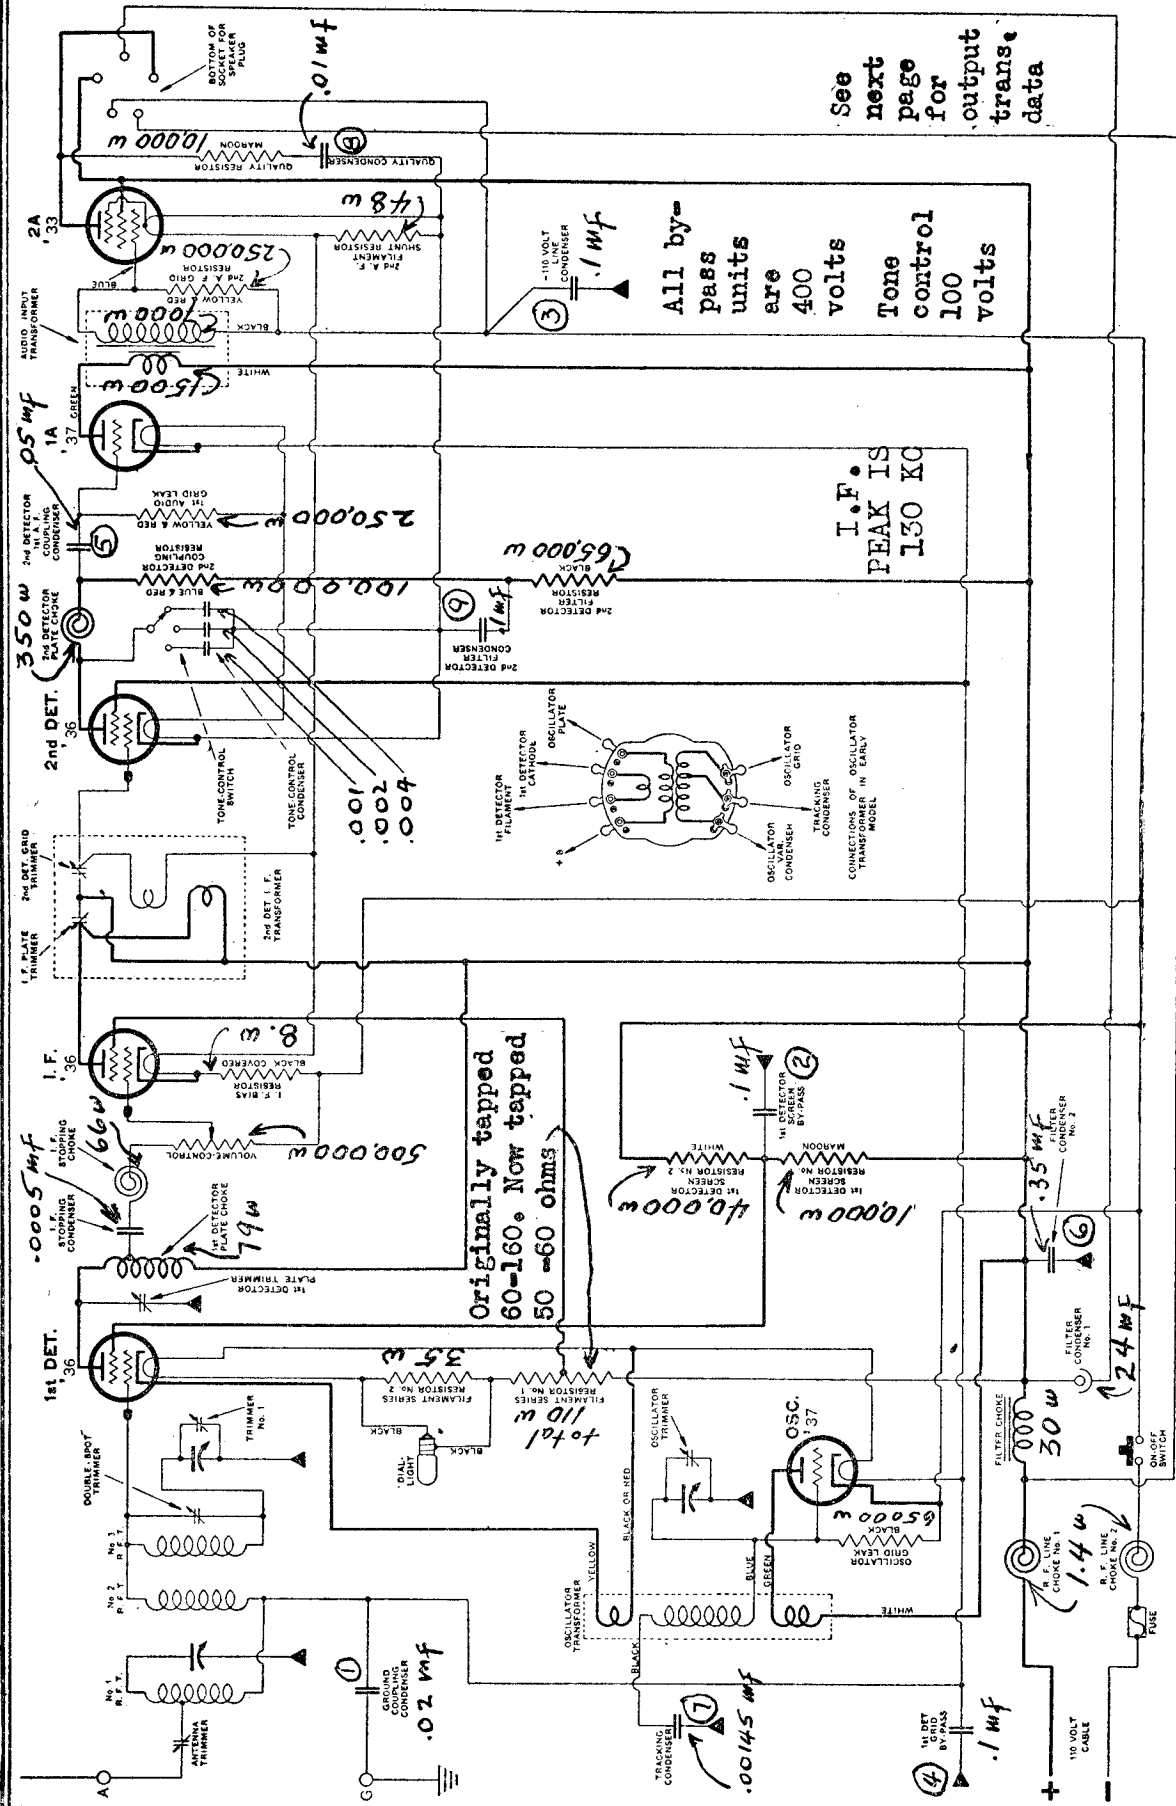 A
ANTENNA
TRIMMER
No. 1
R. F. T.
No 2
R. F. T.
No. 3
R. F. T.
DOUBLE-SPOT
TRIMMER
TRIMMER
No. 1
1st DET.
'36
1st DETECTOR
PLATE TRIMMER
1st DETECTOR
PLATE CHOKE
79 w
.0005 mF
I. F.
STOPPING
CONDENSER
I. F.
STOPPING
CHOKE
66w
VOLUME-CONTROL
500,000 w
I. F.
'36
I. F. BIAS
RESISTOR
BLACK COVERED
8. w
I. F. PLATE
TRIMMER
2nd DET. GRID
TRIMMER
2nd DET I. F.
TRANSFORMER
2nd DET.
'36
350 w
2nd DETECTOR
PLATE CHOKE
TONE-CONTROL
SWITCH
TONE-CONTROL
CONDENSER
.001
.002
.004
2nd DETECTOR
COUPLING
RESISTOR
BLUE & RED
100,000 w
2nd DETECTOR
1st A. F.
COUPLING
CONDENSER
5
.05 mF
1st AUDIO
GRID LEAK
YELLOW & RED
250,000 w
9
.1 mF
2nd DETECTOR
FILTER
CONDENSER
2nd DETECTOR
FILTER
RESISTOR
BLACK
65,000 w
1A
'37
GREEN
AUDIO INPUT
TRANSFORMER
1500 w
7000 w
WHITE
BLACK
BLUE
YELLOW & RED
2nd A. F. GRID
RESISTOR
250,000 w
2A
'33
2nd A. F.
FILAMENT
SHUNT RESISTOR
48 w
QUALITY RESISTOR
MAROON
10,000 w
QUALITY CONDENSER
8
.01 mF
BOTTOM OF
SOCKET FOR
SPEAKER
PLUG
3
-110 VOLT
LINE
CONDENSER
.1 mF
All by-
pass
units
are
400
volts
Tone
control
100
volts
See
next
page
for
output
trans.
data
I.F.
PEAK IS
130 KC
1st DETECTOR
FILAMENT
1st DETECTOR
CATHODE
OSCILLATOR
PLATE
+B
OSCILLATOR
VAR.
CONDENSER
TRACKING
CONDENSER
OSCILLATOR
GRID
CONNECTIONS OF OSCILLATOR
TRANSFORMER IN EARLY
MODEL
Originally tapped
60-160. Now tapped
50 -60 ohms
G
1
GROUND
COUPLING
CONDENSER
.02 mF
BLACK
DIAL-
LIGHT
BLACK
FILAMENT SERIES
RESISTOR No. 2
35 w
FILAMENT SERIES
RESISTOR No. 1
110 w
total
.1 mF
1st DETECTOR
SCREEN
BY-PASS
2
1st DETECTOR
SCREEN
RESISTOR No. 2
WHITE
40,000 w
1st DETECTOR
SCREEN
RESISTOR No. 1
MAROON
10,000 w
OSCILLATOR
TRANSFORMER
YELLOW
BLACK OR RED
BLACK
BLUE
GREEN
WHITE
OSCILLATOR
TRIMMER
OSC.
'37
OSCILLATOR
GRID LEAK
BLACK
65000 w
TRACKING
CONDENSER
7
.00145 mF
4
1st DET
GRID
BY-PASS
.1 mF
+
110 VOLT
CABLE
-
FUSE
R. F. LINE
CHOKE No. 1
1.4 w
R. F. LINE
CHOKE No. 2
ON-OFF
SWITCH
FILTER CHOKE
30 w
FILTER
CONDENSER
No. 1
24 mF
.35 mF
FILTER
CONDENSER
No. 2
6